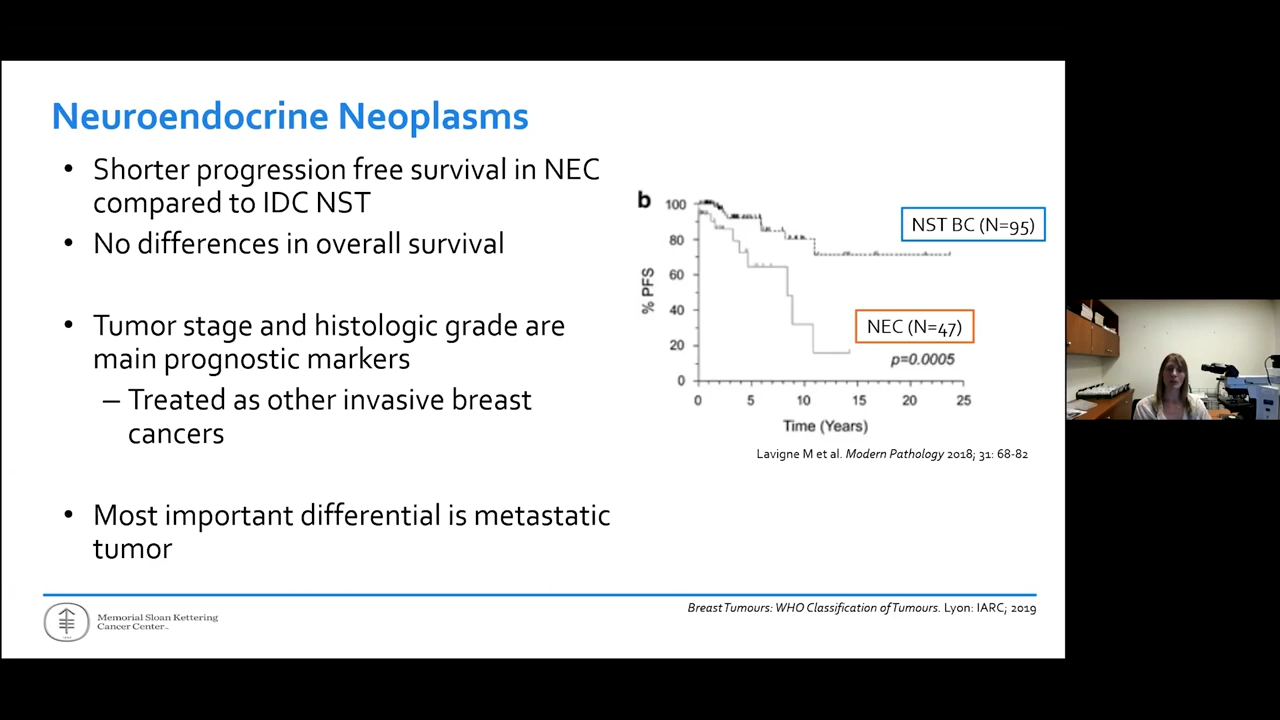 Neuroendocrine Neoplasms
• Shorter progression free survival in NEC
compared to IDC NST
• No differences in overall survival
• Tumor stage and histologic grade are
main prognostic markers
– Treated as other invasive breast
cancers
• Most important differential is metastatic
tumor
b
100
80
60
40
20
0
% PFS
NST BC (N=95)
NEC (N=47)
p=0.0005
0 5 10 15 20 25
Time (Years)
Lavigne M et al. Modern Pathology 2018; 31: 68-82
Breast Tumours: WHO Classification of Tumours. Lyon: IARC; 2019
Memorial Sloan Kettering
Cancer Center